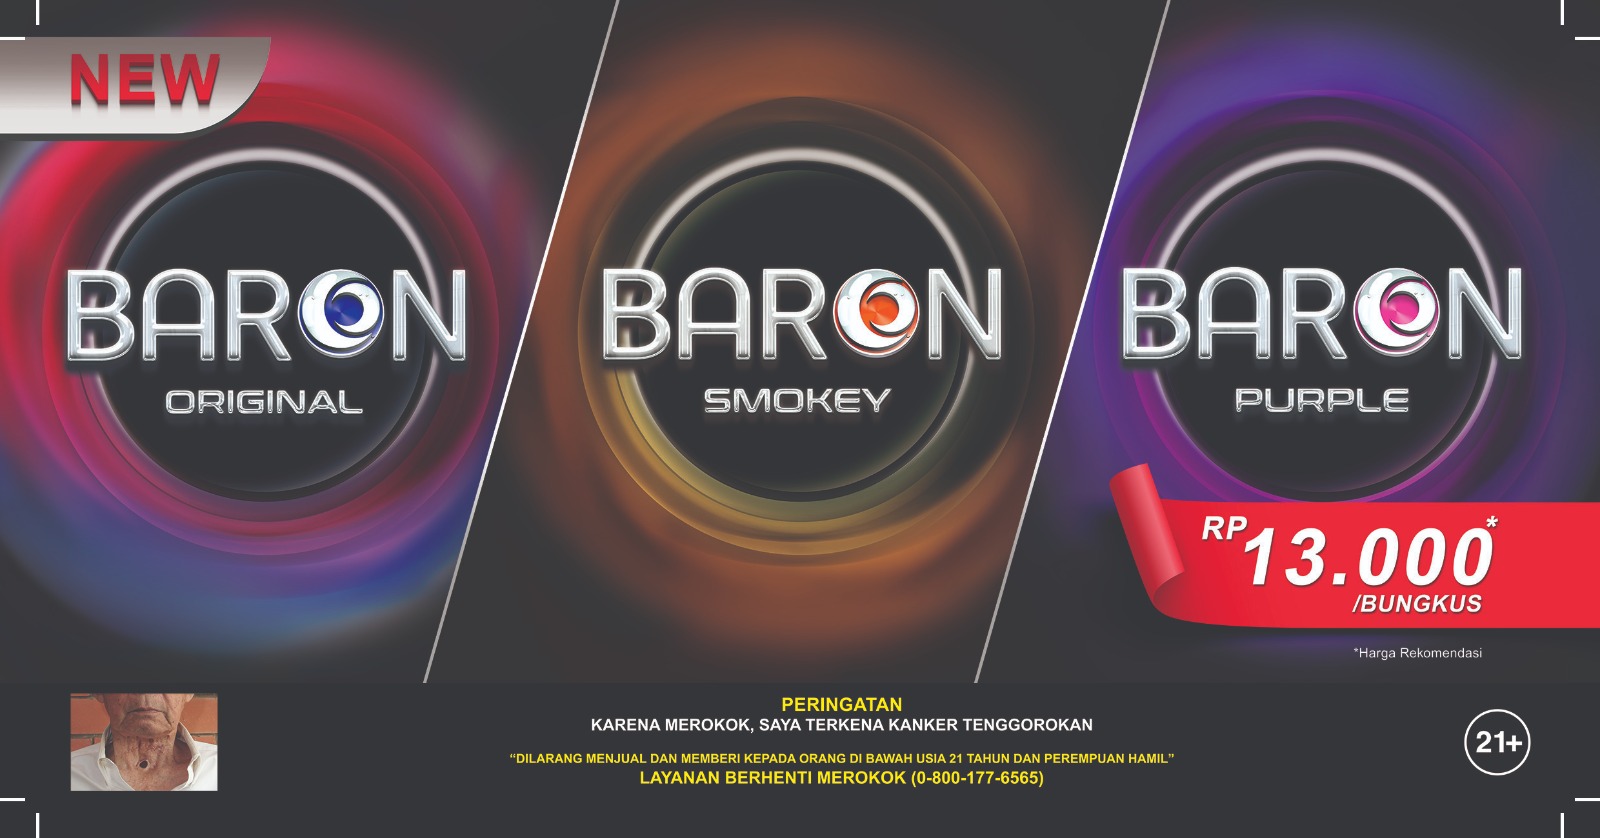 NEW
BARON
ORIGINAL
BARON
SMOKEY
BARON
PURPLE
RP13.000*
/BUNGKUS
*Harga Rekomendasi
PERINGATAN
KARENA MEROKOK, SAYA TERKENA KANKER TENGGOROKAN
“DILARANG MENJUAL DAN MEMBERI KEPADA ORANG DI BAWAH USIA 21 TAHUN DAN PEREMPUAN HAMIL”
LAYANAN BERHENTI MEROKOK (0-800-177-6565)
21+